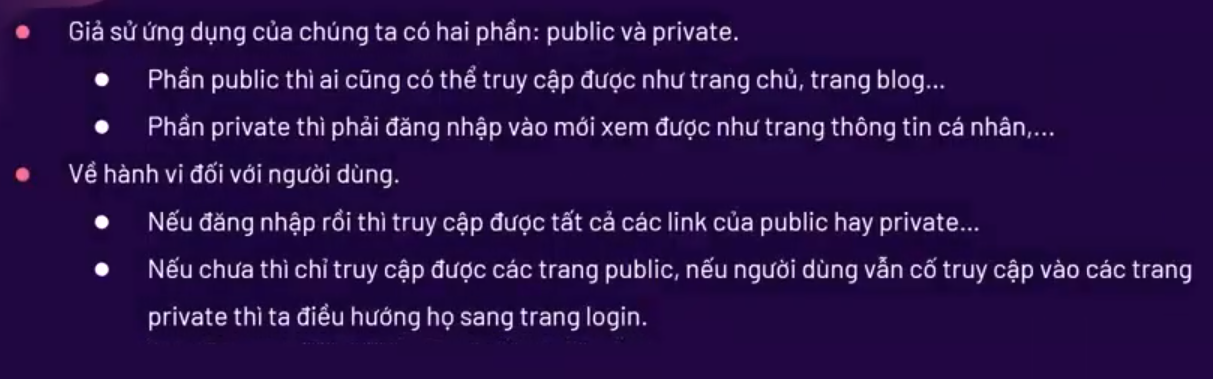 Giả sử ứng dụng của chúng ta có hai phần: public và private.
Phần public thì ai cũng có thể truy cập được như trang chủ, trang blog...
Phần private thì phải đăng nhập vào mới xem được như trang thông tin cá nhân,...
Về hành vi đối với người dùng.
Nếu đăng nhập rồi thì truy cập được tất cả các link của public hay private...
Nếu chưa thì chỉ truy cập được các trang public, nếu người dùng vẫn cố truy cập vào các trang
private thì ta điều hướng họ sang trang login.